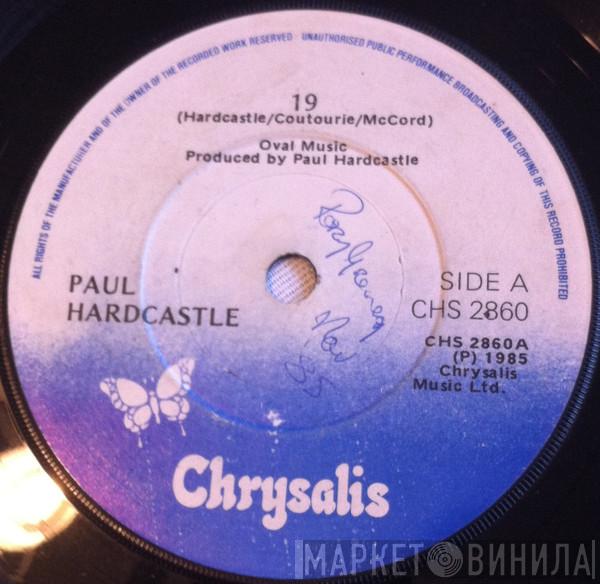 ALL RIGHTS OF THE MANUFACTURER AND OF THE OWNER OF THE RECORDED WORK RESERVED · UNAUTHORISED PUBLIC PERFORMANCE BROADCASTING AND COPYING OF THIS RECORD PROHIBITED
19
(Hardcastle/Coutourie/McCord)
Oval Music
Produced by Paul Hardcastle
PAUL
HARDCASTLE
SIDE A
CHS 2860
CHS 2860A
(P) 1985
Chrysalis
Music Ltd.
Nov
'85
Chrysalis
МАРКЕТ ВИНИЛА